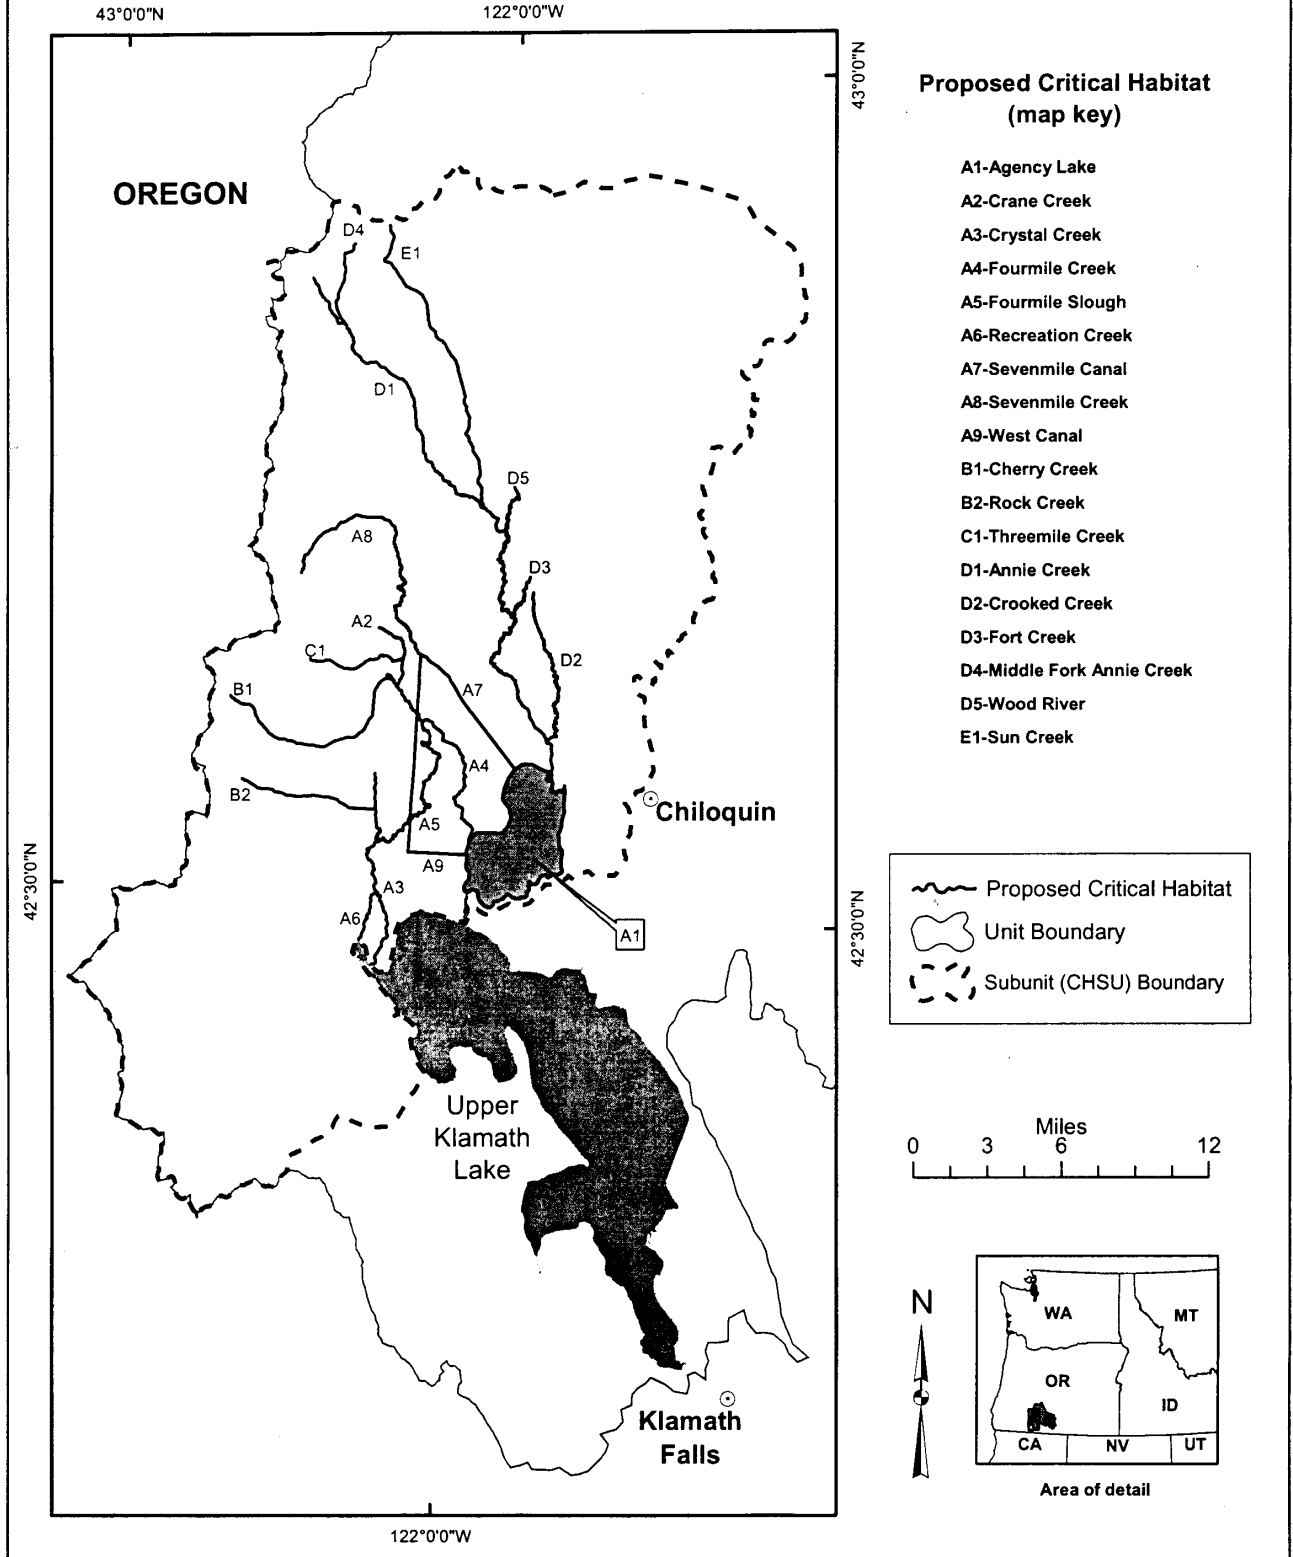 43°0'0"N
122°0'0"W
43°0'0"N
OREGON
D4
E1
D1
D5
A8
D3
A2
C1
D2
B1
A7
A4
B2
A5
A9
A3
A6
A1
Chiloquin
42°30'0"N
42°30'0"N
Upper
Klamath
Lake
Klamath
Falls
122°0'0"W
Proposed Critical Habitat
(map key)
A1-Agency Lake
A2-Crane Creek
A3-Crystal Creek
A4-Fourmile Creek
A5-Fourmile Slough
A6-Recreation Creek
A7-Sevenmile Canal
A8-Sevenmile Creek
A9-West Canal
B1-Cherry Creek
B2-Rock Creek
C1-Threemile Creek
D1-Annie Creek
D2-Crooked Creek
D3-Fort Creek
D4-Middle Fork Annie Creek
D5-Wood River
E1-Sun Creek
Proposed Critical Habitat
Unit Boundary
Subunit (CHSU) Boundary
Miles
0 3 6 12
N
WA
MT
OR
ID
CA
NV
UT
Area of detail